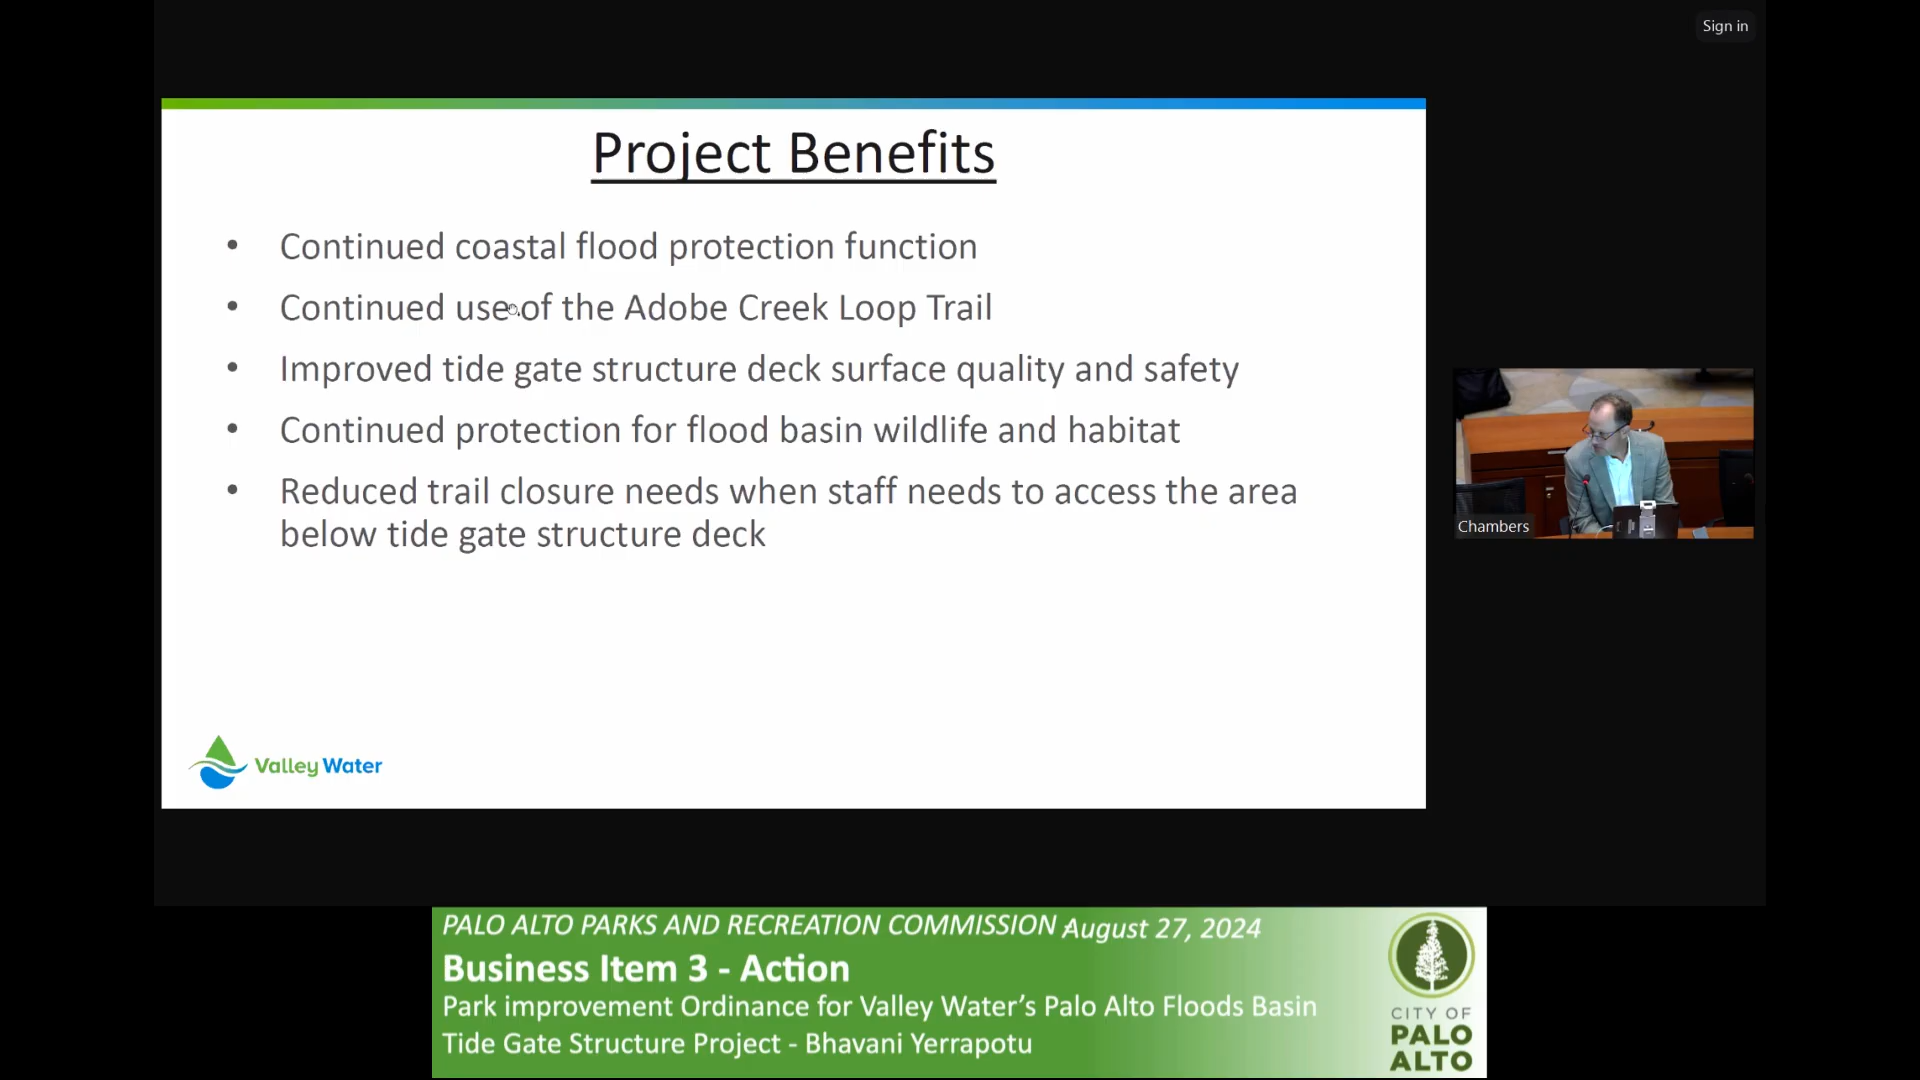 Sign in
Project Benefits
• Continued coastal flood protection function
• Continued use of the Adobe Creek Loop Trail
• Improved tide gate structure deck surface quality and safety
• Continued protection for flood basin wildlife and habitat
• Reduced trail closure needs when staff needs to access the area
below tide gate structure deck
Valley Water
Chambers
PALO ALTO PARKS AND RECREATION COMMISSION August 27, 2024
Business Item 3 - Action
Park improvement Ordinance for Valley Water’s Palo Alto Floods Basin
Tide Gate Structure Project - Bhavani Yerrapotu
CITY OF
PALO
ALTO